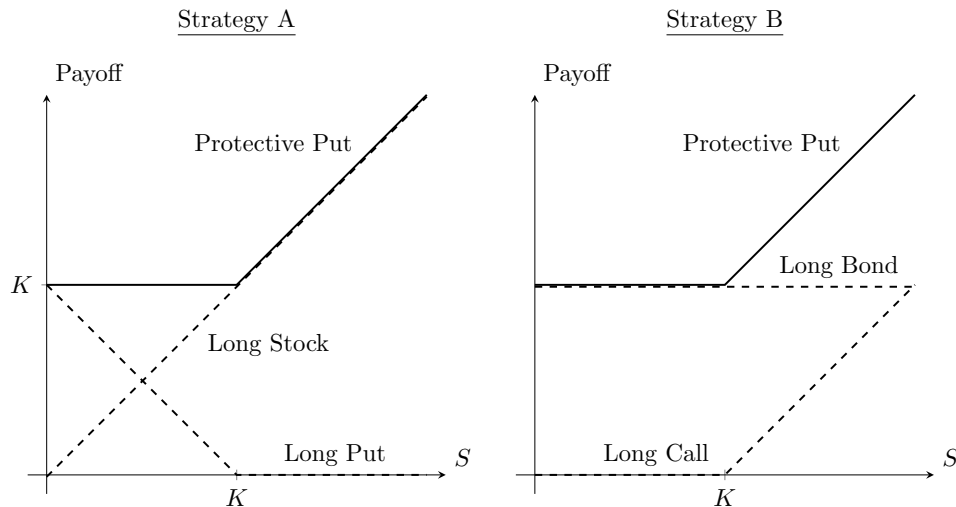 Strategy A
Payoff
Protective Put
K
Long Stock
Long Put
S
K
Strategy B
Payoff
Protective Put
Long Bond
Long Call
S
K